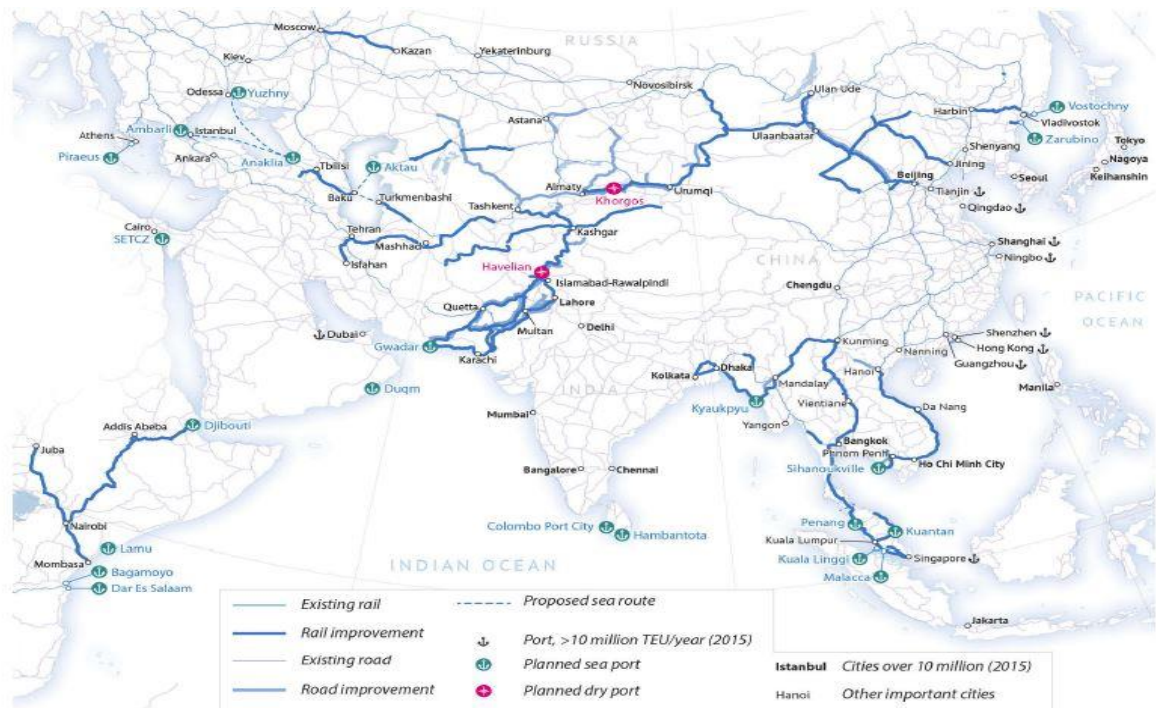 Moscow
Kazan
Yekaterinburg
RUSSIA
Kiev
Novosibirsk
Ulan Ude
Odessa
Yuzhny
Astana
Harbin
Vostochny
Vladivostok
Ambarli
Istanbul
Ulaanbaatar
Zarubino
Athens
Shenyang
Tokyo
Piraeus
Ankara
Anaklia
Tbilisi
Aktau
Almaty
Urumqi
Jining
Nagoya
Khorgos
Beijing
Seoul
Keihanshin
Baku
Turkmenbashi
Tianjin
Tashkent
Qingdao
Cairo
Tehran
Kashgar
SETCZ
Mashhad
Shanghai
Isfahan
Havelian
CHINA
Ningbo
Islamabad-Rawalpindi
Chengdu
Lahore
PACIFIC
OCEAN
Quetta
Multan
Delhi
Dubai
Shenzhen
Gwadar
Kunming
Hong Kong
Karachi
Nanning
Guangzhou
Dhaka
Hanoi
Kolkata
Mandalay
Manila
Duqm
INDIA
Kyaukpyu
Vientiane
Da Nang
Mumbai
Yangon
Djibouti
Addis Abeba
Bangkok
Juba
Phnom Penh
Bangalore
Chennai
Sihanoukville
Ho Chi Minh City
Nairobi
Colombo Port City
Hambantota
Penang
Kuantan
Kuala Lumpur
Lamu
Mombasa
INDIAN OCEAN
Kuala Linggi
Singapore
Bagamoyo
Malacca
Dar Es Salaam
Jakarta
Existing rail
Rail improvement
Existing road
Road improvement
Proposed sea route
Port, >10 million TEU/year (2015)
Planned sea port
Planned dry port
Istanbul Cities over 10 million (2015)
Hanoi Other important cities